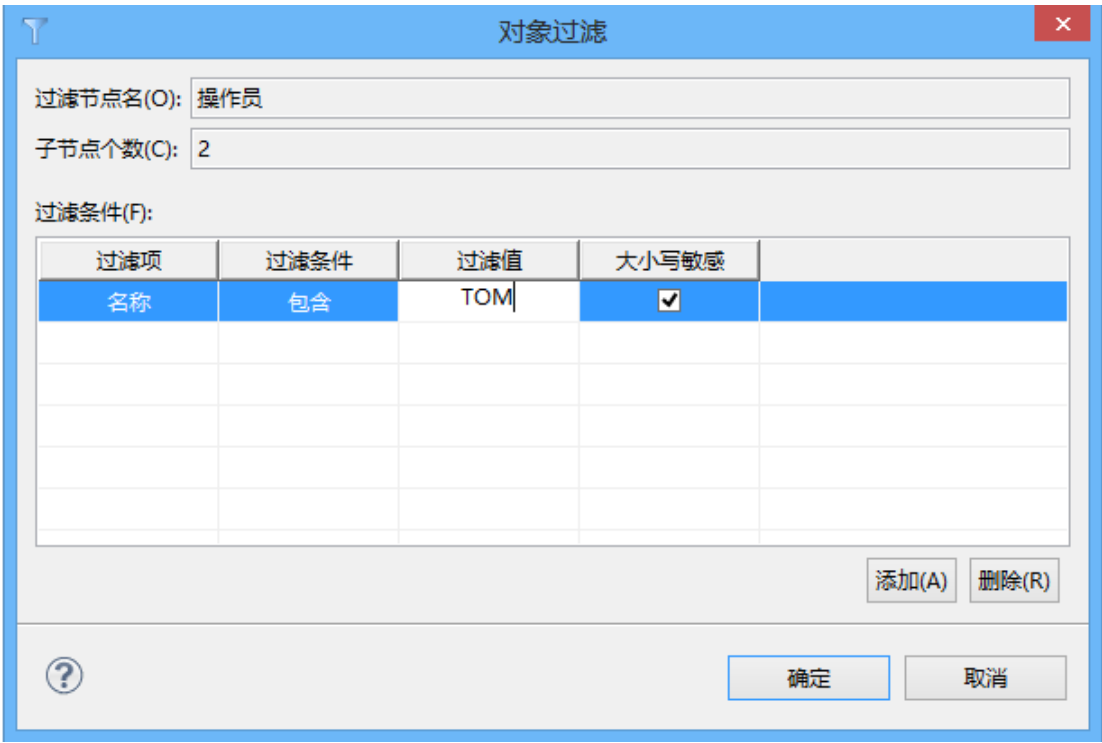 对象过滤
过滤节点名(O): 操作员
子节点个数(C): 2
过滤条件(F):
过滤项 过滤条件 过滤值 大小写敏感
名称 包含 TOM
添加(A) 删除(R)
确定 取消